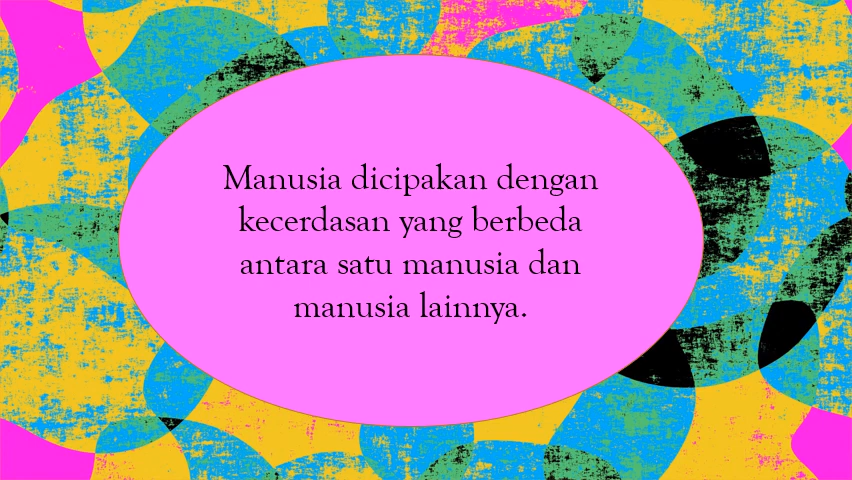 Manusia dicipakan dengan
kecerdasan yang berbeda
antara satu manusia dan
manusia lainnya.